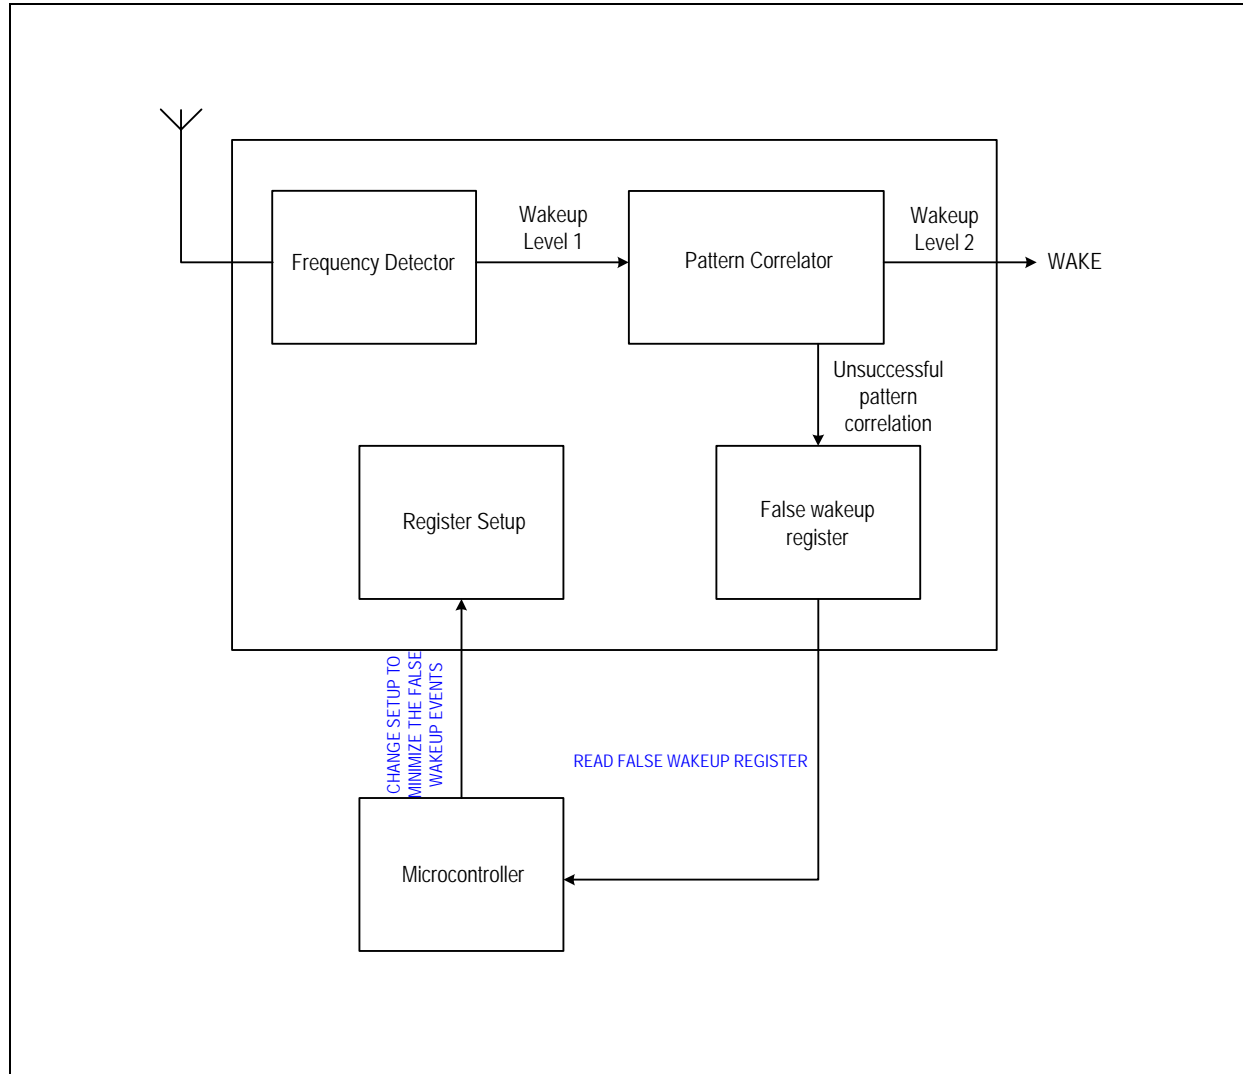 Wakeup
Level 1
Wakeup
Level 2
Frequency Detector
Pattern Correlator
WAKE
Unsuccessful
pattern
correlation
Register Setup
False wakeup
register
CHANGE SETUP TO
MINIMIZE THE FALSE
WAKEUP EVENTS
READ FALSE WAKEUP REGISTER
Microcontroller